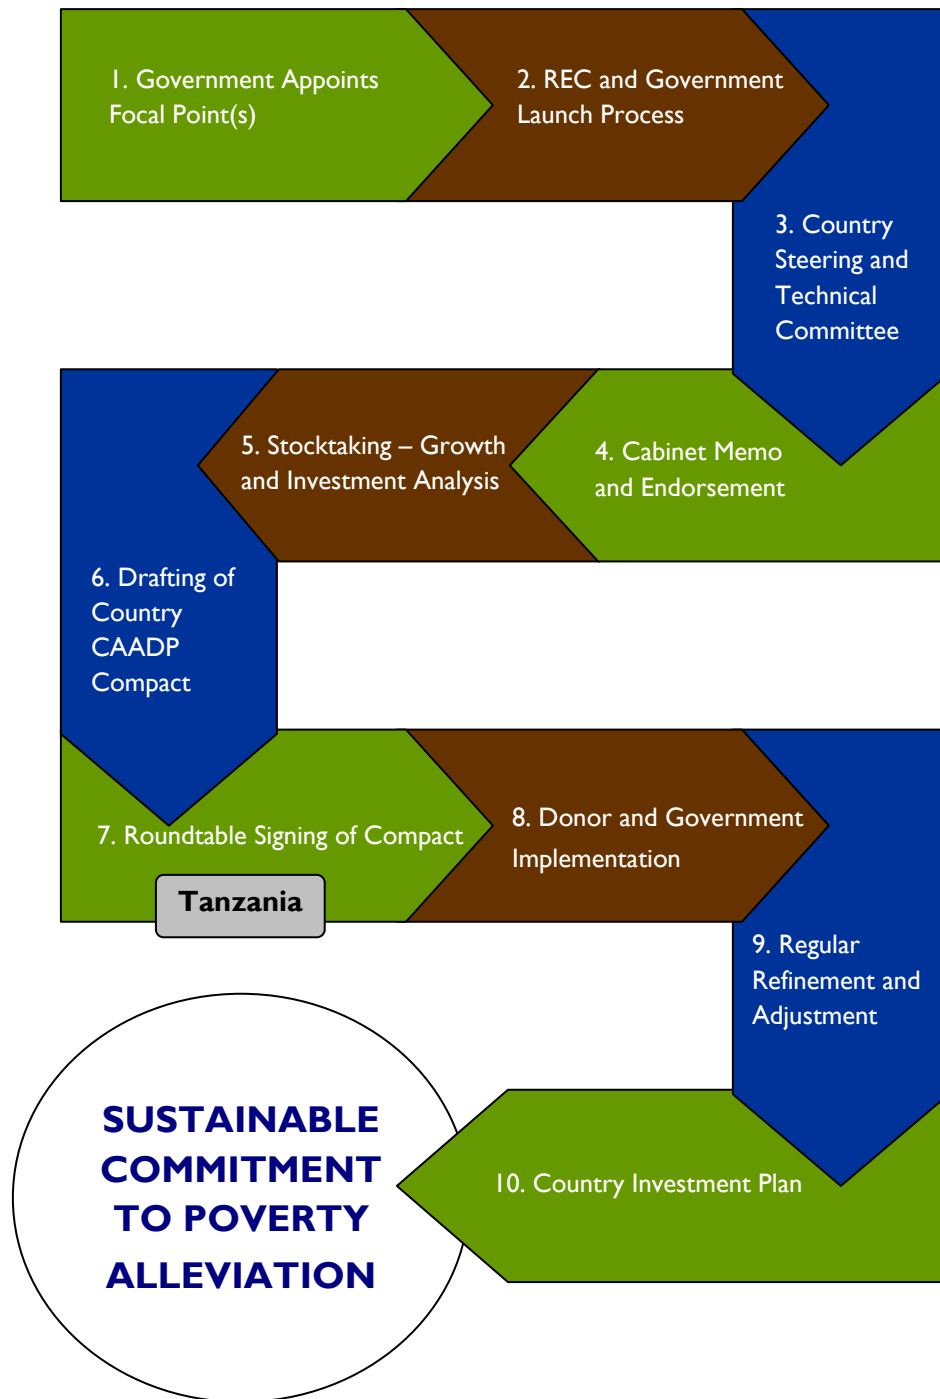 1. Government Appoints
Focal Point(s)
2. REC and Government
Launch Process
3. Country
Steering and
Technical
Committee
4. Cabinet Memo
and Endorsement
5. Stocktaking – Growth
and Investment Analysis
6. Drafting of
Country
CAADP
Compact
7. Roundtable Signing of Compact
Tanzania
8. Donor and Government
Implementation
9. Regular
Refinement and
Adjustment
10. Country Investment Plan
SUSTAINABLE
COMMITMENT
TO POVERTY
ALLEVIATION